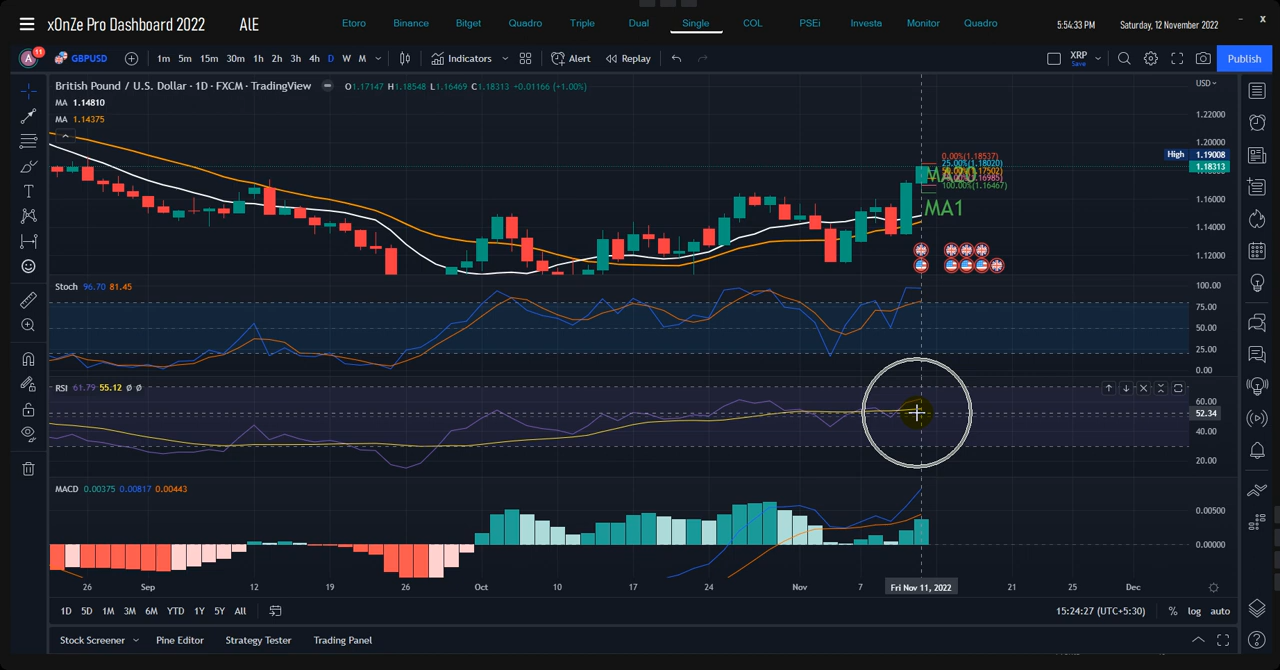 xOnZe Pro Dashboard 2022
AlE
Etoro Binance Bitget Quadro Triple Dual Single COL PSEi Investa Monitor Quadro
5:54:33 PM Saturday, 12 November 2022
A 11 GBPUSD 1m 5m 15m 30m 1h 2h 3h 4h D W M Indicators Alert Replay XRP Save Publish
British Pound / U.S. Dollar · 1D · FXCM · TradingView O1.17147 H1.18548 L1.16469 C1.18313 +0.01166 (+1.00%) USD
MA 1.14810
MA 1.14375
1.22000
1.20000
High 1.19008
1.18313
1.16000
1.14000
1.12000
0.00%(1.18537)
25.00%(1.18020)
100.00%(1.16467)
MA1
Stoch 96.70 81.45
100.00
75.00
50.00
25.00
0.00
RSI 61.79 55.12 Ø Ø
60.00
52.34
40.00
20.00
MACD 0.00375 0.00817 0.00443
0.00500
0.00000
26 Sep 12 19 26 Oct 10 17 24 Nov 7 Fri Nov 11, 2022 21 25 Dec
1D 5D 1M 3M 6M YTD 1Y 5Y All 15:24:27 (UTC+5:30) % log auto
Stock Screener Pine Editor Strategy Tester Trading Panel